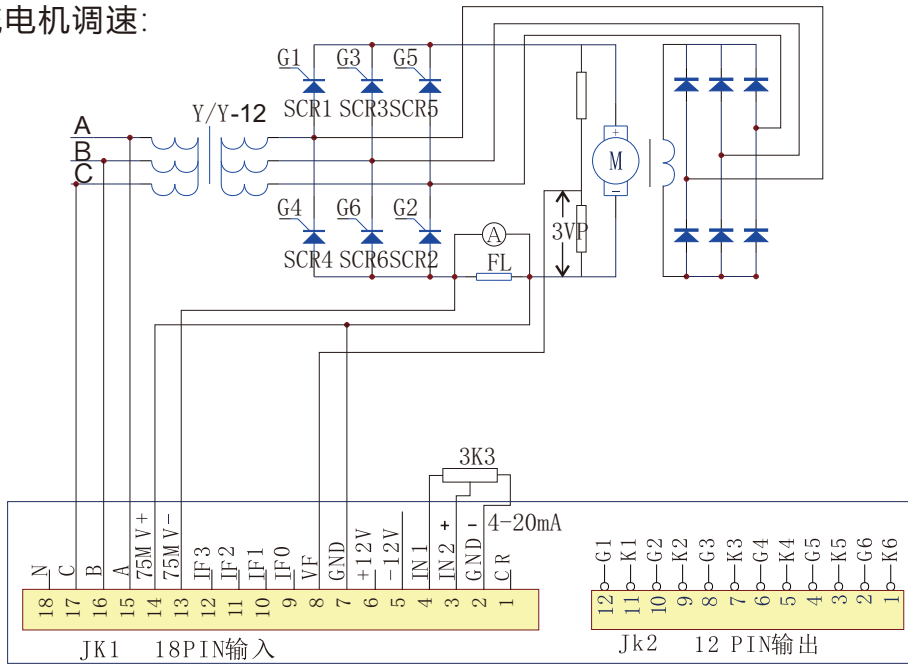 电机调速:
G1 G3 G5
SCR1 SCR3 SCR5
Y/Y-12
A
B
C
+
M
-
G4 G6 G2
SCR4 SCR6 SCR2
A
FL
3VP
3K3
4-20mA
N C B A 75MV+ 75MV- IF3 IF2 IF1 IF0 VF GND +12V -12V IN1 IN2 + GND - CR
18 17 16 15 14 13 12 11 10 9 8 7 6 5 4 3 2 1
JK1 18PIN输入
G1 K1 G2 K2 G3 K3 G4 K4 G5 K5 G6 K6
12 11 10 9 8 7 6 5 4 3 2 1
Jk2 12 PIN输出